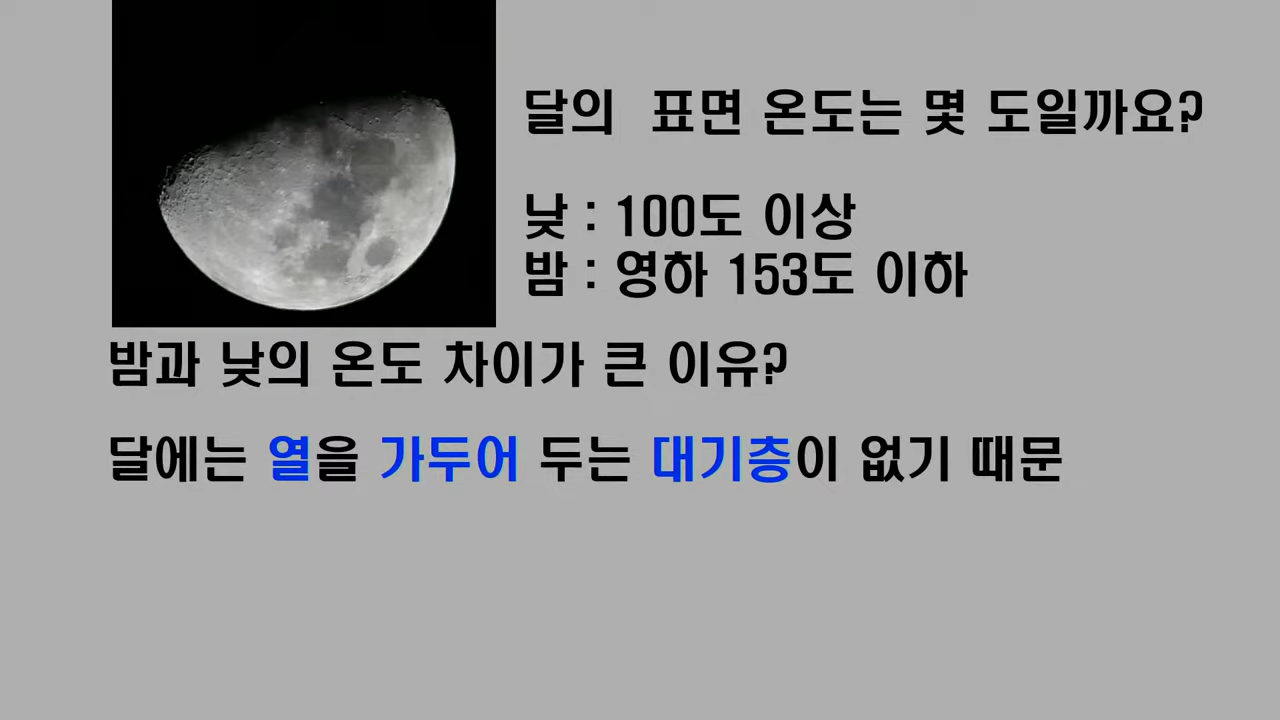 달의 표면 온도는 몇 도일까요?
낮 : 100도 이상
밤 : 영하 153도 이하
밤과 낮의 온도 차이가 큰 이유?
달에는 열을 가두어 두는 대기층이 없기 때문